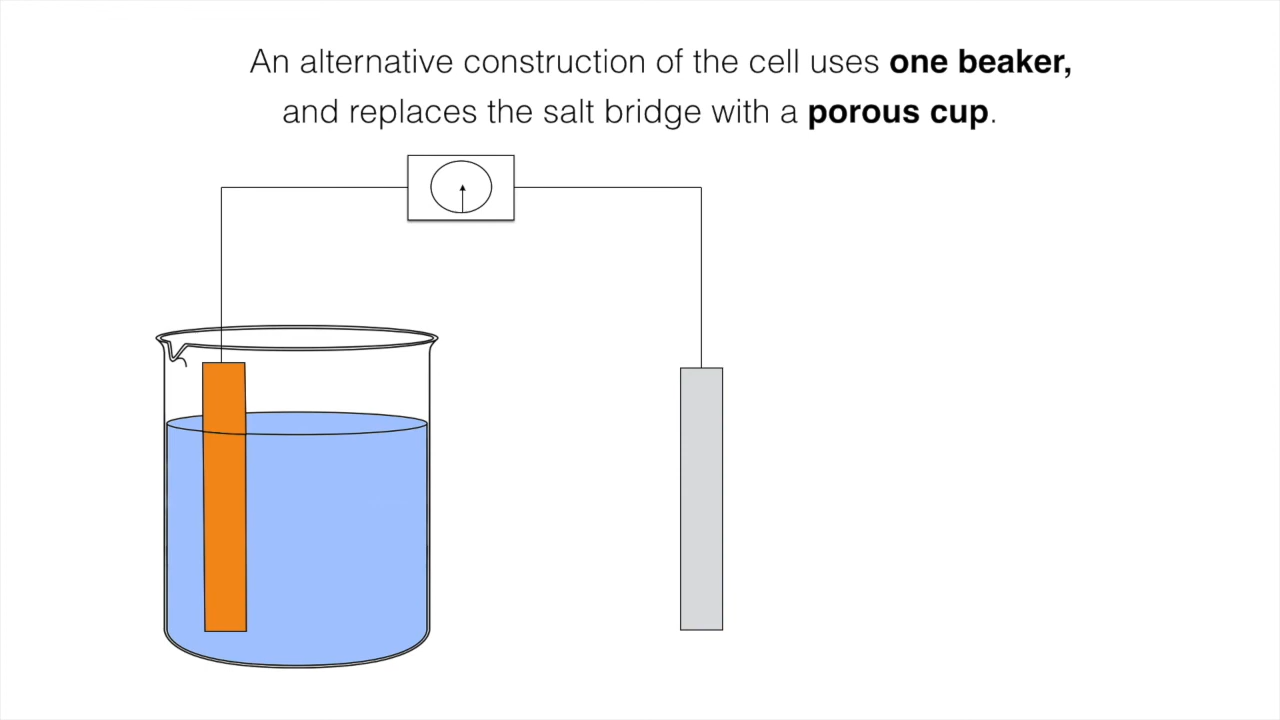 An alternative construction of the cell uses one beaker,
and replaces the salt bridge with a porous cup.